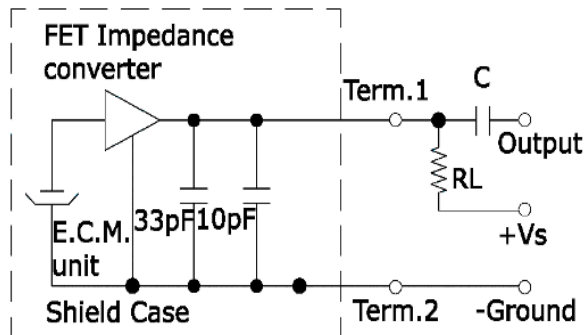 FET Impedance
converter
Term.1
C
Output
RL
33pF
10pF
+Vs
E.C.M.
unit
Shield Case
Term.2
-Ground